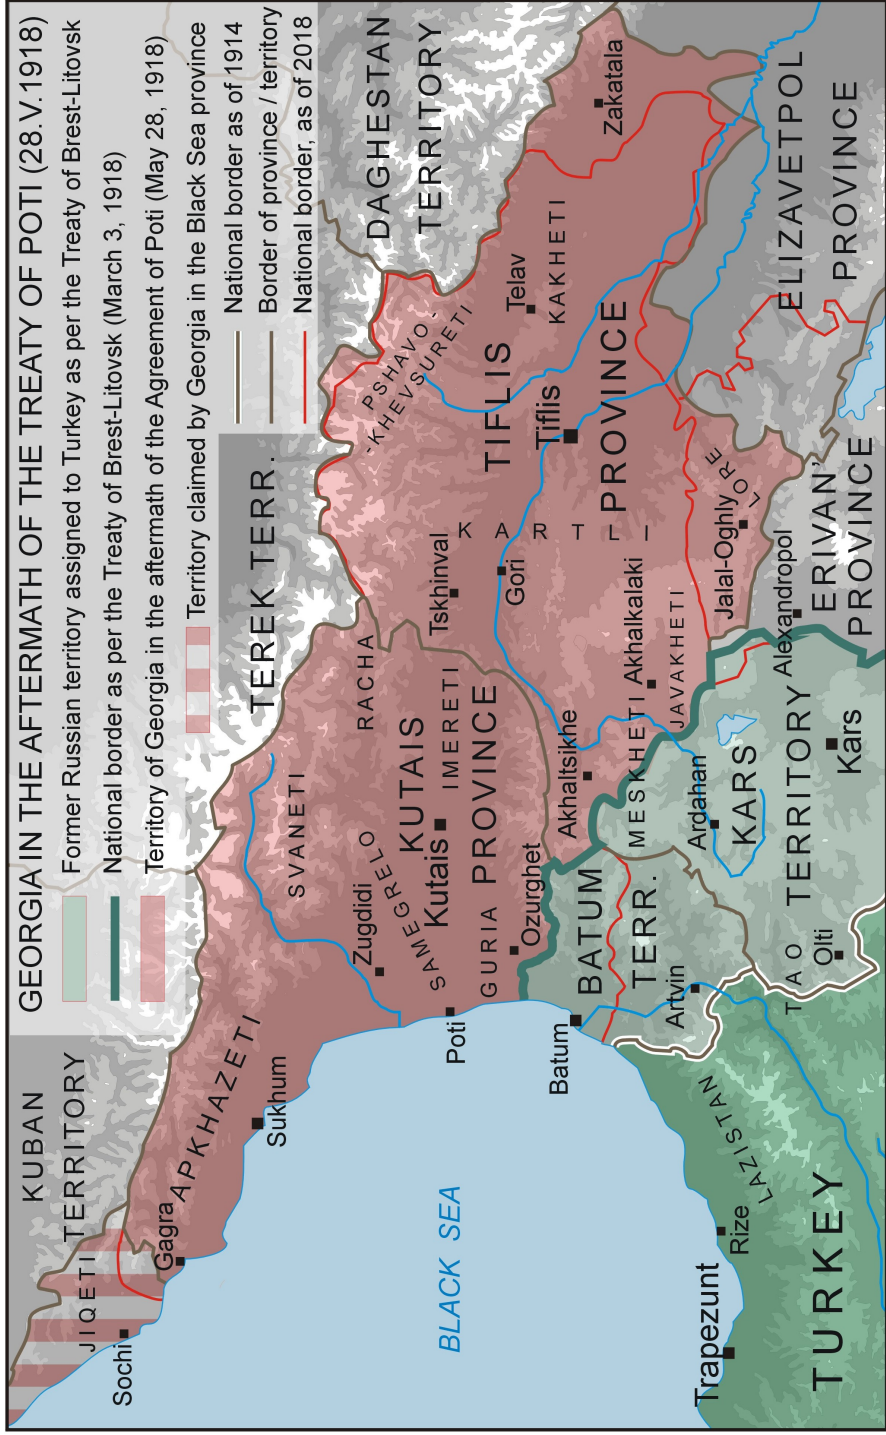 GEORGIA IN THE AFTERMATH OF THE TREATY OF POTI (28.V.1918)
Former Russian territory assigned to Turkey as per the Treaty of Brest-Litovsk
National border as per the Treaty of Brest-Litovsk (March 3, 1918)
Territory of Georgia in the aftermath of the Agreement of Poti (May 28, 1918)
Territory claimed by Georgia in the Black Sea province
National border as of 1914
Border of province / territory
National border, as of 2018
KUBAN
TERRITORY
JIQETI
Sochi
Gagra
APKHAZETI
Sukhum
TEREK TERR.
DAGHESTAN
TERRITORY
SVANETI
RACHA
Zugdidi
SAMEGRELO
KUTAIS
Kutais
IMERETI
PROVINCE
Poti
GURIA
Ozurghet
PSHAVO-
-KHEVSURETI
Tskhinval
KARTLI
Gori
TIFLIS
Tiflis
PROVINCE
Telav
KAKHETI
Zakatala
BLACK SEA
Batum
BATUM
TERR.
Artvin
Akhaltsikhe
MESKHETI
Akhalkalaki
JAVAKHETI
Jalal-Oghly
LORE
Alexandropol
ERIVAN'
PROVINCE
ELIZAVETPOL
PROVINCE
Ardahan
KARS
TERRITORY
Kars
TAO
Olti
LAZISTAN
Rize
Trapezunt
TURKEY